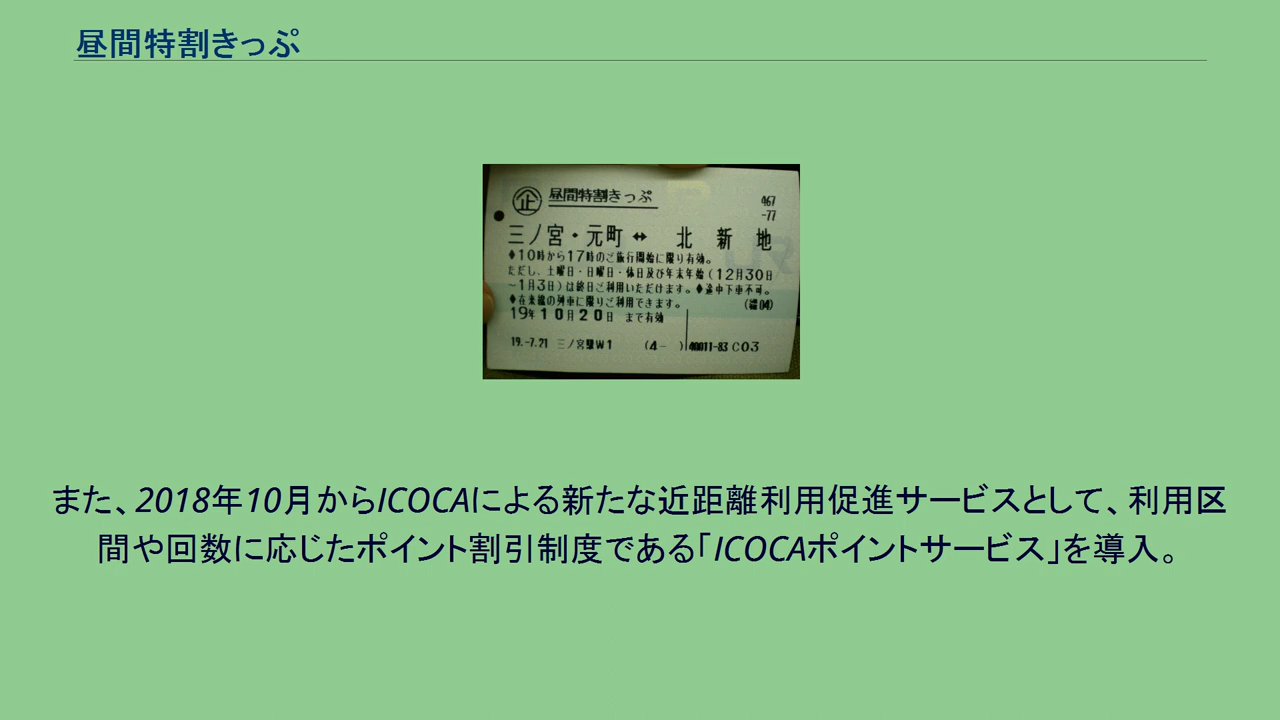 昼間特割きっぷ
企 昼間特割きっぷ
467
-77
三ノ宮・元町 ↔ 北新地
◆10時から17時のご旅行開始に限り有効。
ただし、土曜日・日曜日・休日及び年末年始(12月30日
~1月3日)は終日ご利用いただけます。◆途中下車不可。
◆在来線の列車に限りご利用できます。
19年10月20日 まで有効
19.-7.21 三ノ宮駅W1 (4- ) 40011-83 C03
また、2018年10月からICOCAによる新たな近距離利用促進サービスとして、利用区
間や回数に応じたポイント割引制度である「ICOCAポイントサービス」を導入。